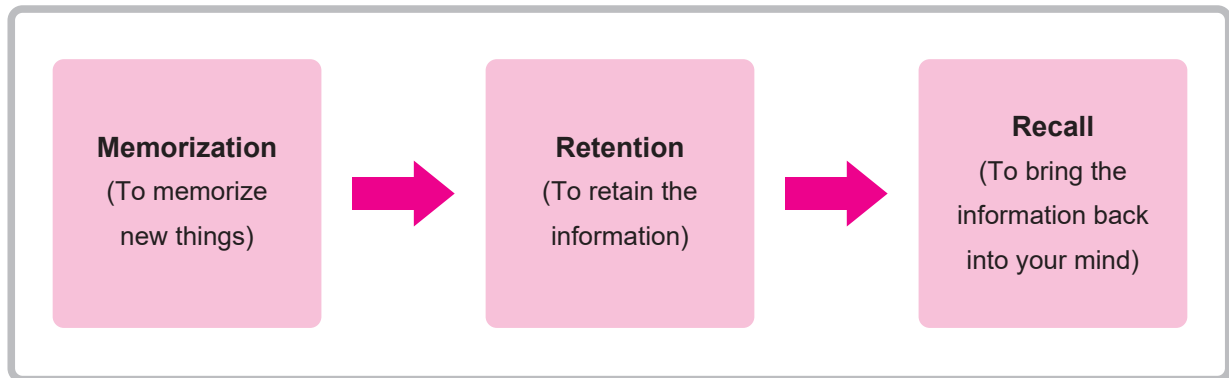 Memorization
(To memorize
new things)
Retention
(To retain the
information)
Recall
(To bring the
information back
into your mind)